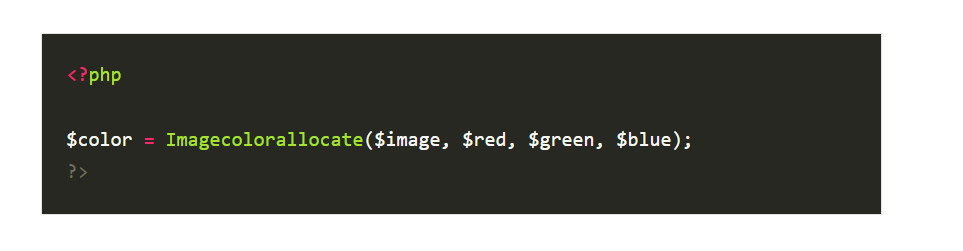 <?php
$color = Imagecolorallocate($image, $red, $green, $blue);
?>